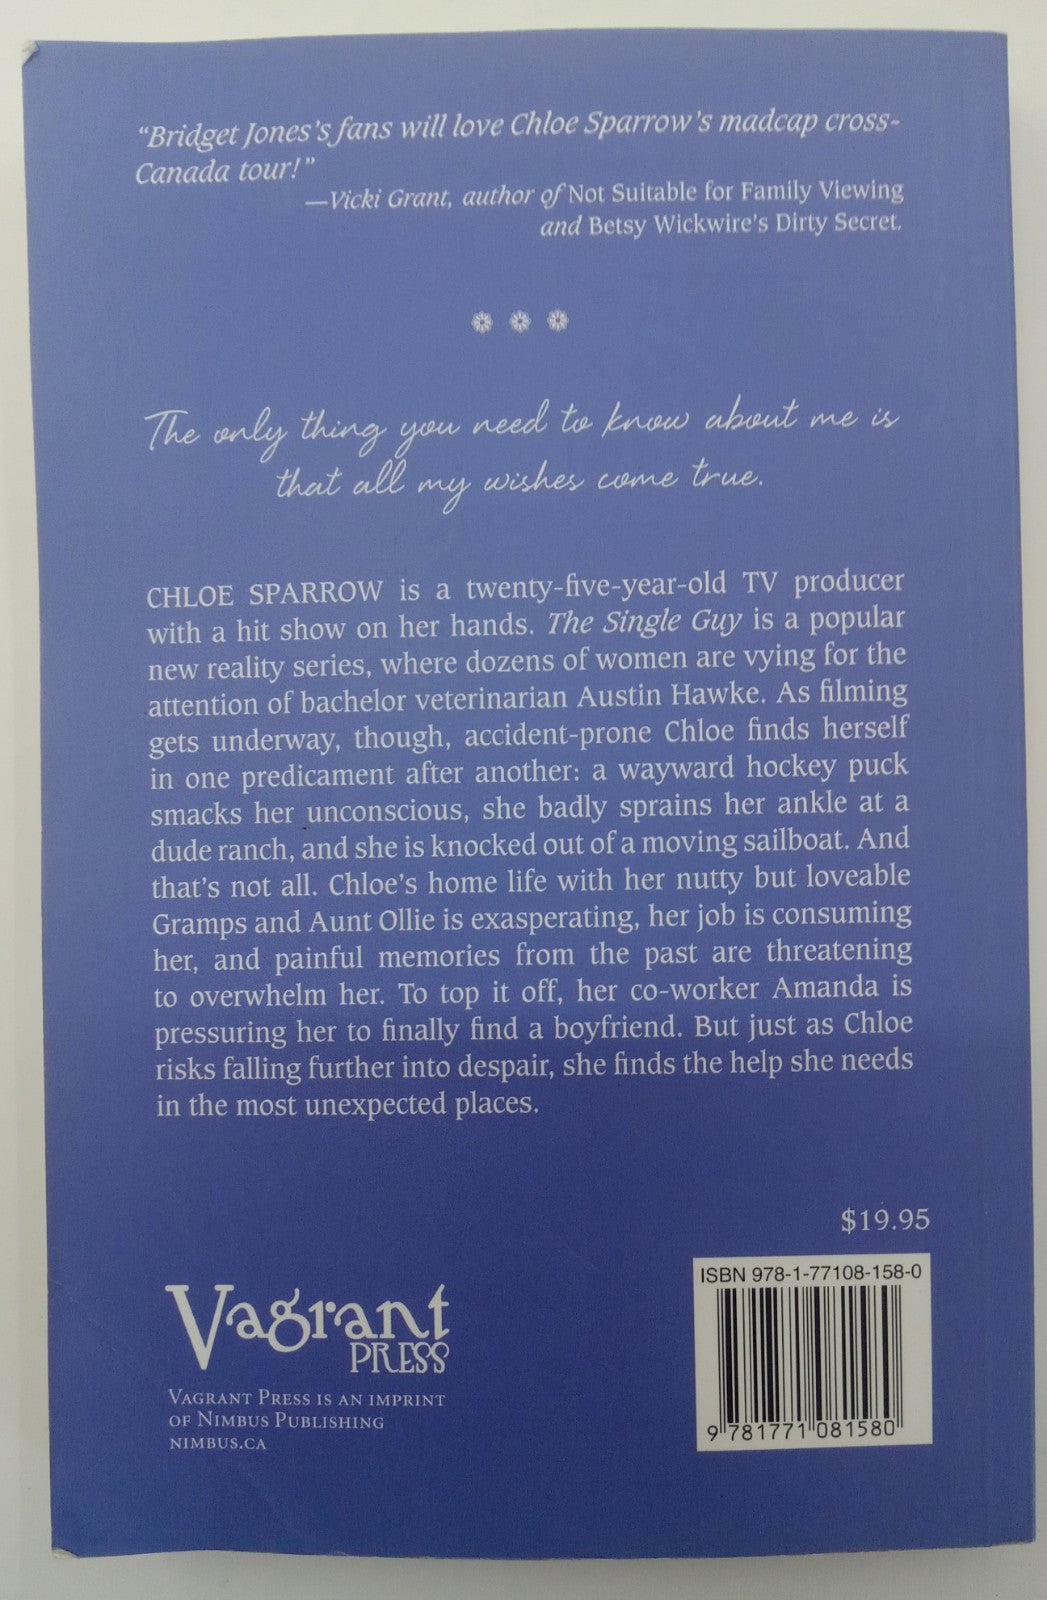 “Bridget Jones’s fans will love Chloe Sparrow’s madcap cross-
Canada tour!”
—Vicki Grant, author of Not Suitable for Family Viewing
and Betsy Wickwire’s Dirty Secret.
The only thing you need to know about me is
that all my wishes come true.
CHLOE SPARROW is a twenty-five-year-old TV producer
with a hit show on her hands. The Single Guy is a popular
new reality series, where dozens of women are vying for the
attention of bachelor veterinarian Austin Hawke. As filming
gets underway, though, accident-prone Chloe finds herself
in one predicament after another: a wayward hockey puck
smacks her unconscious, she badly sprains her ankle at a
dude ranch, and she is knocked out of a moving sailboat. And
that’s not all. Chloe’s home life with her nutty but loveable
Gramps and Aunt Ollie is exasperating, her job is consuming
her, and painful memories from the past are threatening
to overwhelm her. To top it off, her co-worker Amanda is
pressuring her to finally find a boyfriend. But just as Chloe
risks falling further into despair, she finds the help she needs
in the most unexpected places.
$19.95
ISBN 978-1-77108-158-0
9 781771 081580
Vagrant
PRESS
VAGRANT PRESS IS AN IMPRINT
OF NIMBUS PUBLISHING
NIMBUS.CA